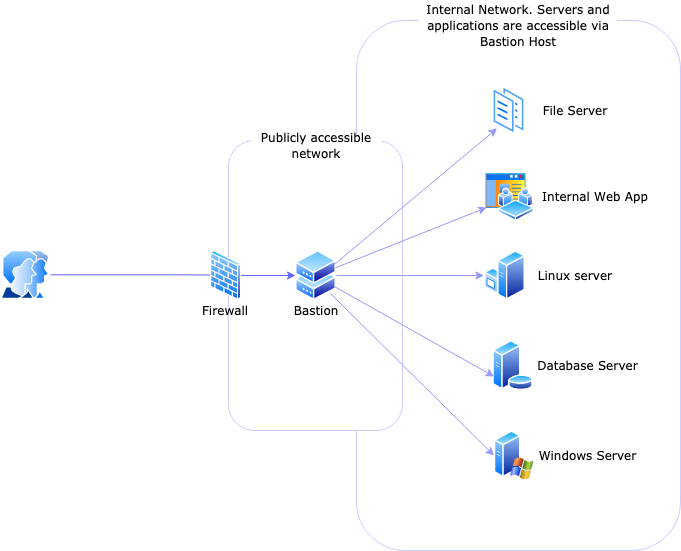 Internal Network. Servers and
applications are accessible via
Bastion Host
File Server
Publicly accessible
network
Internal Web App
Linux server
Firewall
Bastion
Database Server
Windows Server